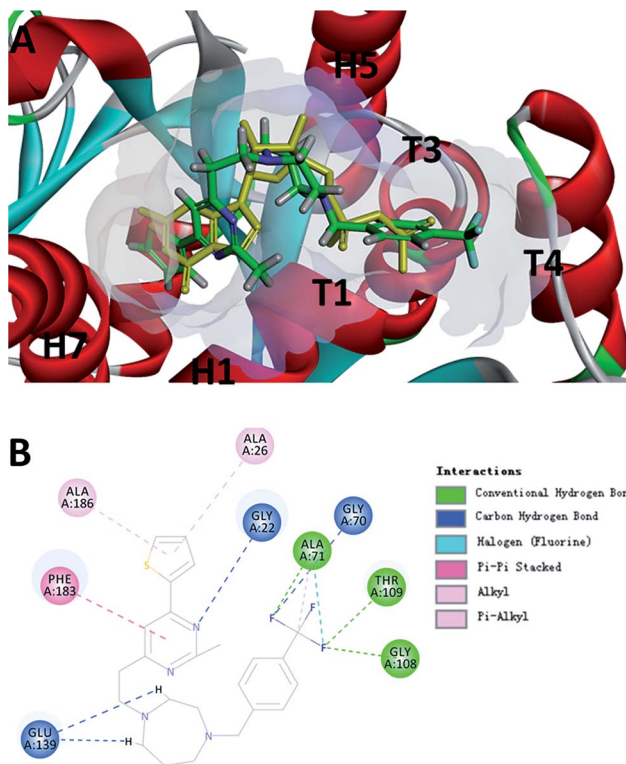 A
H5
T3
T4
T1
H7
H1
B
ALA
A:26
ALA
A:186
GLY
A:22
GLY
A:70
ALA
A:71
PHE
A:183
THR
A:109
GLY
A:108
GLU
A:139
S
N
N
N
N
F
F
F
H
H
Interactions
Conventional Hydrogen Bon
Carbon Hydrogen Bond
Halogen (Fluorine)
Pi-Pi Stacked
Alkyl
Pi-Alkyl